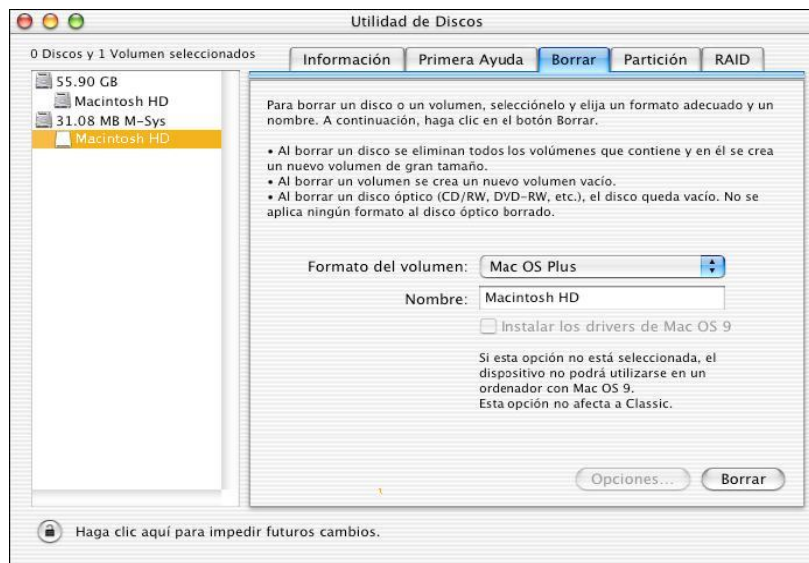 Utilidad de Discos
0 Discos y 1 Volumen seleccionados
Información
Primera Ayuda
Borrar
Partición
RAID
55.90 GB
Macintosh HD
31.08 MB M-Sys
Macintosh HD
Para borrar un disco o un volumen, selecciónelo y elija un formato adecuado y un
nombre. A continuación, haga clic en el botón Borrar.
• Al borrar un disco se eliminan todos los volúmenes que contiene y en él se crea
un nuevo volumen de gran tamaño.
• Al borrar un volumen se crea un nuevo volumen vacío.
• Al borrar un disco óptico (CD/RW, DVD-RW, etc.), el disco queda vacío. No se
aplica ningún formato al disco óptico borrado.
Formato del volumen:
Mac OS Plus
Nombre:
Macintosh HD
Instalar los drivers de Mac OS 9
Si esta opción no está seleccionada, el
dispositivo no podrá utilizarse en un
ordenador con Mac OS 9.
Esta opción no afecta a Classic.
Opciones...
Borrar
Haga clic aquí para impedir futuros cambios.